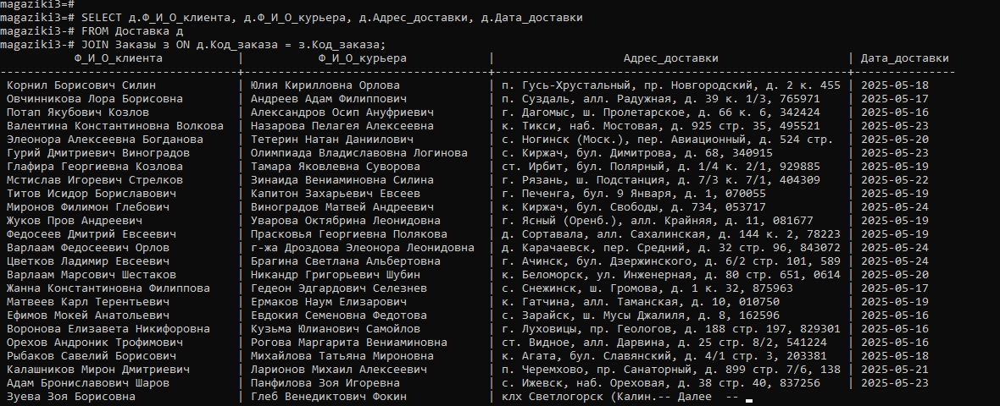 magaziki3=#
magaziki3=# SELECT д.Ф_И_О_клиента, д.Ф_И_О_курьера, д.Адрес_доставки, д.Дата_доставки
magaziki3-# FROM Доставка д
magaziki3-# JOIN Заказы з ON д.Код_заказа = з.Код_заказа;
Ф_И_О_клиента | Ф_И_О_курьера | Адрес_доставки | Дата_доставки
Корнил Борисович Силин | Юлия Кирилловна Орлова | п. Гусь-Хрустальный, пр. Новгородский, д. 2 к. 455 | 2025-05-18
Овчинникова Лора Борисовна | Андреев Адам Филиппович | п. Суздаль, алл. Радужная, д. 39 к. 1/3, 765971 | 2025-05-17
Потап Якубович Козлов | Александров Осип Ануфриевич | г. Дагомыс, ш. Пролетарское, д. 66 к. 6, 342424 | 2025-05-16
Валентина Константиновна Волкова | Назарова Пелагея Алексеевна | к. Тикси, наб. Мостовая, д. 925 стр. 35, 495521 | 2025-05-23
Элеонора Алексеевна Богданова | Тетерин Натан Даниилович | с. Ногинск (Моск.), пер. Авиационный, д. 524 стр. | 2025-05-20
Гурий Дмитриевич Виноградов | Олимпиада Владиславовна Логинова | с. Киржач, бул. Димитрова, д. 68, 340915 | 2025-05-23
Глафира Георгиевна Козлова | Тамара Яковлевна Суворова | ст. Ирбит, бул. Полярный, д. 1/4 к. 2/1, 929885 | 2025-05-19
Мстислав Игоревич Стрелков | Зинаида Вениаминовна Силина | г. Рязань, ш. Подстанция, д. 7/3 к. 7/1, 404309 | 2025-05-22
Титов Исидор Бориславович | Капитон Захарьевич Евсеев | г. Печенга, бул. 9 Января, д. 1, 070055 | 2025-05-19
Миронов Филимон Глебович | Виноградов Матвей Андреевич | к. Киржач, бул. Свободы, д. 734, 053717 | 2025-05-24
Жуков Пров Андреевич | Уварова Октябрина Леонидовна | г. Ясный (Оренб.), алл. Крайняя, д. 11, 081677 | 2025-05-19
Федосеев Дмитрий Евсеевич | Прасковья Георгиевна Полякова | д. Сортавала, алл. Сахалинская, д. 144 к. 2, 78223 | 2025-05-19
Варлаам Федосеевич Орлов | г-жа Дроздова Элеонора Леонидовна | д. Карачаевск, пер. Средний, д. 32 стр. 96, 843072 | 2025-05-24
Цветков Ладимир Евсеевич | Брагина Светлана Альбертовна | г. Ачинск, бул. Дзержинского, д. 6/2 стр. 101, 589 | 2025-05-24
Варлаам Марсович Шестаков | Никандр Григорьевич Шубин | к. Беломорск, ул. Инженерная, д. 80 стр. 651, 0614 | 2025-05-20
Жанна Константиновна Филиппова | Гедеон Эдгардович Селезнев | с. Снежинск, ш. Громова, д. 1 к. 32, 875963 | 2025-05-17
Матвеев Карл Терентьевич | Ермаков Наум Елизарович | к. Гатчина, алл. Таманская, д. 10, 010750 | 2025-05-19
Ефимов Мокей Анатольевич | Евдокия Семеновна Федотова | с. Зарайск, ш. Мусы Джалиля, д. 8, 162596 | 2025-05-16
Воронова Елизавета Никифоровна | Кузьма Юлианович Самойлов | г. Луховицы, пр. Геологов, д. 188 стр. 197, 829301 | 2025-05-16
Орехов Андроник Трофимович | Рогова Маргарита Вениаминовна | ст. Видное, алл. Дарвина, д. 25 стр. 8/2, 541224 | 2025-05-16
Рыбаков Савелий Борисович | Михайлова Татьяна Мироновна | к. Агата, бул. Славянский, д. 4/1 стр. 3, 203381 | 2025-05-18
Калашников Мирон Дмитриевич | Ларионов Михаил Алексеевич | п. Черемхово, пр. Санаторный, д. 899 стр. 7/6, 138 | 2025-05-21
Адам Брониславович Шаров | Панфилова Зоя Игоревна | с. Ижевск, наб. Ореховая, д. 38 стр. 40, 837256 | 2025-05-23
Зуева Зоя Борисовна | Глеб Венедиктович Фокин | клх Светлогорск (Калин.-- Далее --